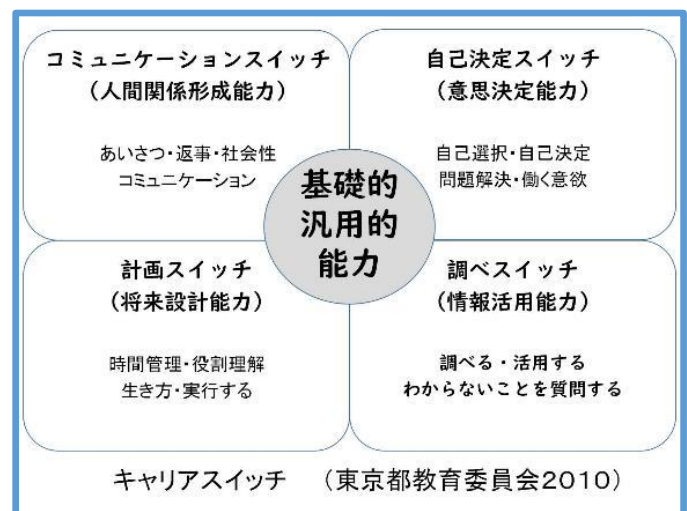 コミュニケーションスイッチ
（人間関係形成能力）
あいさつ・返事・社会性
コミュニケーション
自己決定スイッチ
（意思決定能力）
自己選択・自己決定
問題解決・働く意欲
基礎的
汎用的
能力
計画スイッチ
（将来設計能力）
時間管理・役割理解
生き方・実行する
調べスイッチ
（情報活用能力）
調べる・活用する
わからないことを質問する
キャリアスイッチ　（東京都教育委員会2010）